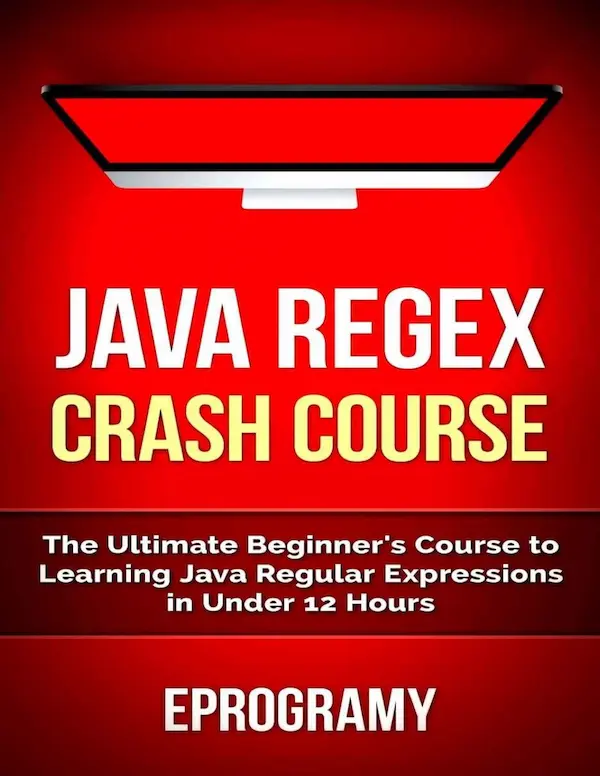 JAVA REGEX
CRASH COURSE
The Ultimate Beginner's Course to
Learning Java Regular Expressions
in Under 12 Hours
EPROGRAMY